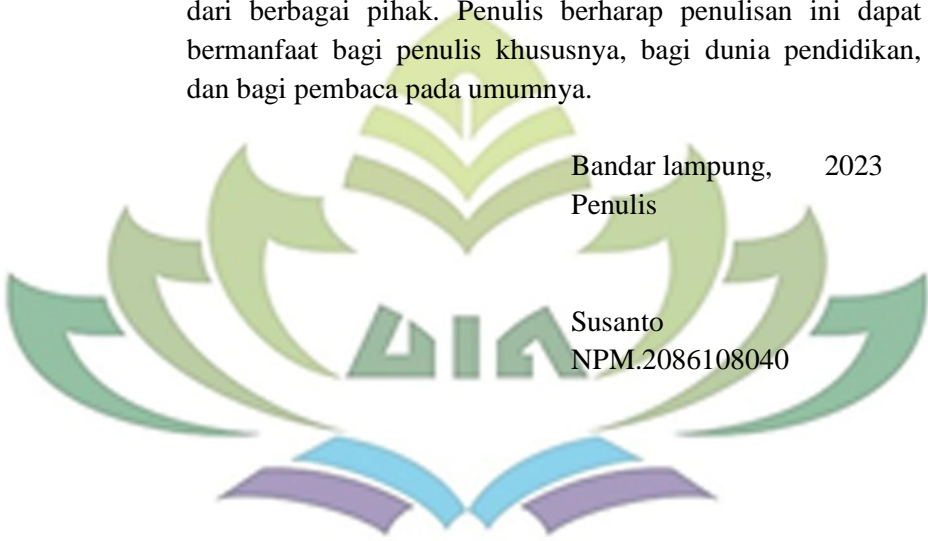 dari berbagai pihak. Penulis berharap penulisan ini dapat
bermanfaat bagi penulis khususnya, bagi dunia pendidikan,
dan bagi pembaca pada umumnya.
Bandar lampung, 2023
Penulis
UIN
Susanto
NPM.2086108040